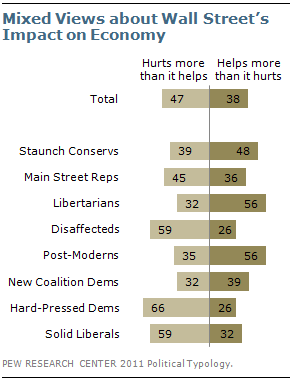 Mixed Views about Wall Street's
Impact on Economy
Hurts more Helps more
than it helps than it hurts
Total 47 38
Staunch Conservs 39 48
Main Street Reps 45 36
Libertarians 32 56
Disaffecteds 59 26
Post-Moderns 35 56
New Coalition Dems 32 39
Hard-Pressed Dems 66 26
Solid Liberals 59 32
PEW RESEARCH CENTER 2011 Political Typology.